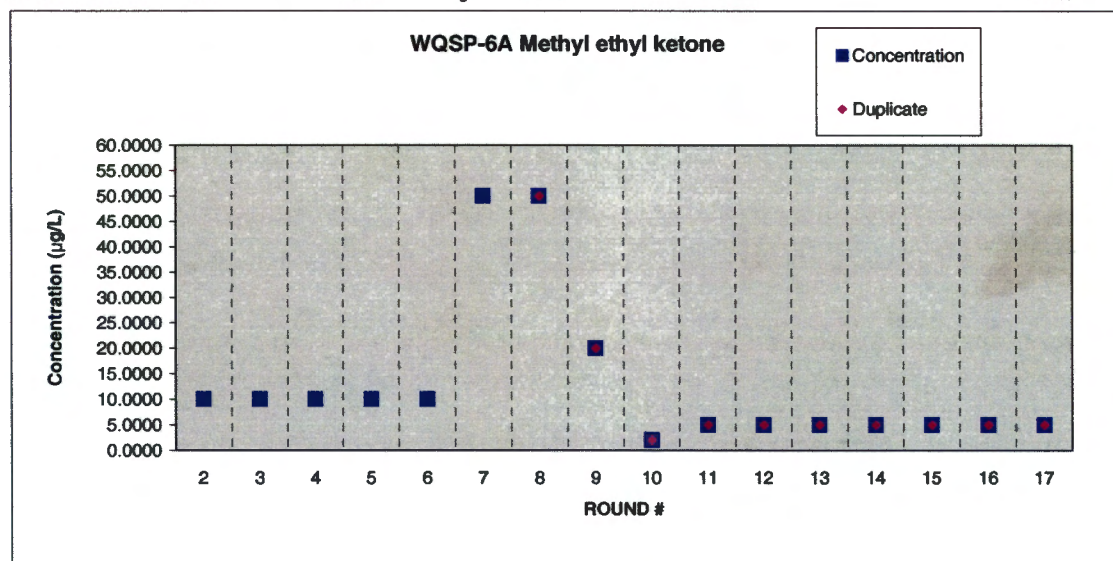 WQSP-6A Methyl ethyl ketone
Concentration
Duplicate
Concentration (µg/L)
60.0000
55.0000
50.0000
45.0000
40.0000
35.0000
30.0000
25.0000
20.0000
15.0000
10.0000
5.0000
0.0000
2 3 4 5 6 7 8 9 10 11 12 13 14 15 16 17
ROUND #